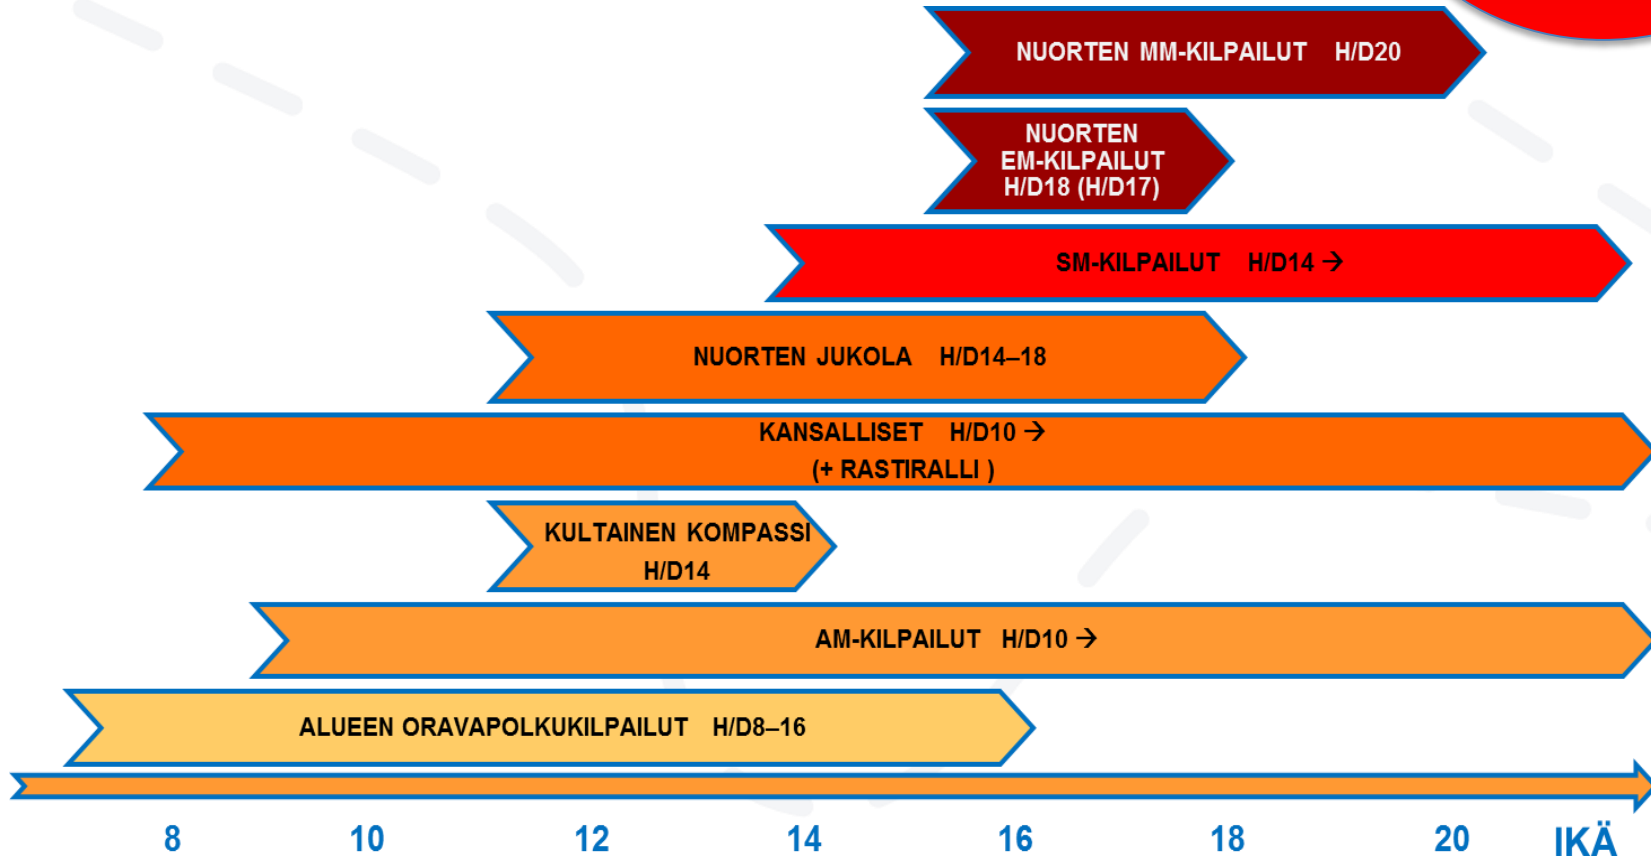 NUORTEN MM-KILPAILUT H/D20
NUORTEN
EM-KILPAILUT
H/D18 (H/D17)
SM-KILPAILUT H/D14 →
NUORTEN JUKOLA H/D14–18
KANSALLISET H/D10 →
(+ RASTIRALLI )
KULTAINEN KOMPASSI
H/D14
AM-KILPAILUT H/D10 →
ALUEEN ORAVAPOLKUKILPAILUT H/D8–16
8 10 12 14 16 18 20 IKÄ